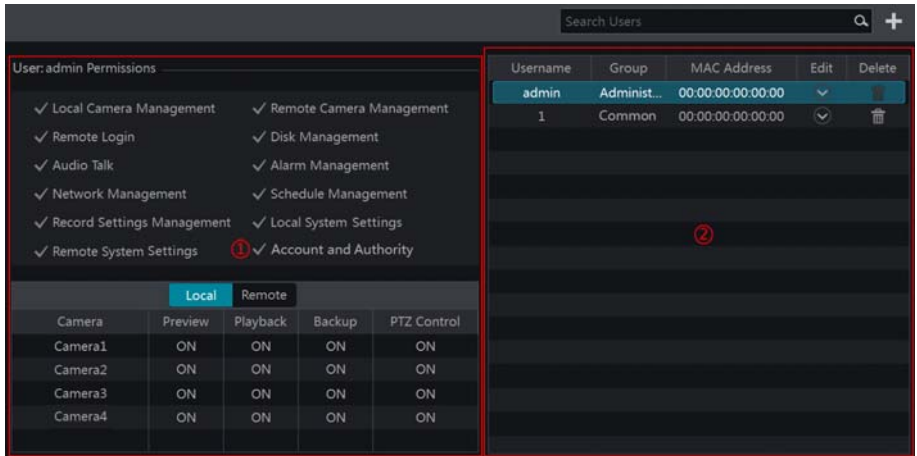 Search Users
User: admin Permissions
Local Camera Management Remote Camera Management
Remote Login Disk Management
Audio Talk Alarm Management
Network Management Schedule Management
Record Settings Management Local System Settings
Remote System Settings ① Account and Authority
Local Remote
Camera Preview Playback Backup PTZ Control
Camera1 ON ON ON ON
Camera2 ON ON ON ON
Camera3 ON ON ON ON
Camera4 ON ON ON ON
Username Group MAC Address Edit Delete
admin Administ... 00:00:00:00:00:00
1 Common 00:00:00:00:00:00
②